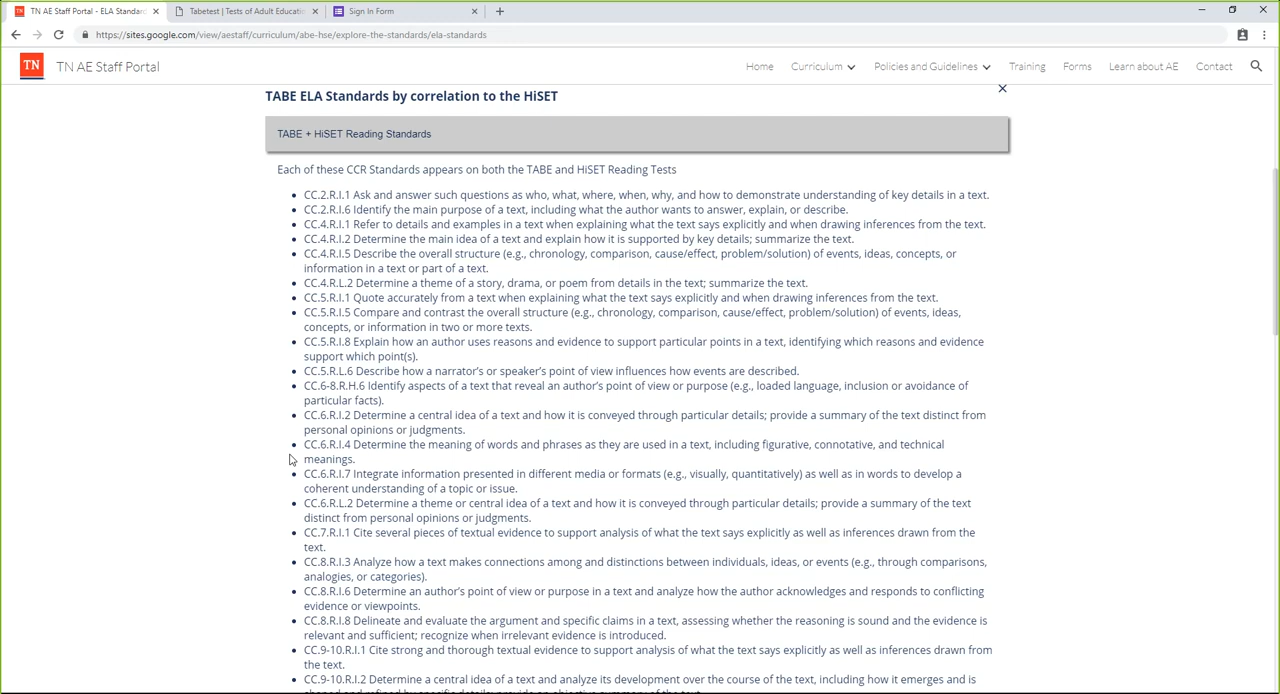 TN AE Staff Portal - ELA Standard
Tabetest | Tests of Adult Educatio
Sign In Form
https://sites.google.com/view/aestaff/curriculum/abe-hse/explore-the-standards/ela-standards
TN
TN AE Staff Portal
Home
Curriculum
Policies and Guidelines
Training
Forms
Learn about AE
Contact
TABE ELA Standards by correlation to the HiSET
TABE + HiSET Reading Standards
Each of these CCR Standards appears on both the TABE and HiSET Reading Tests
CC.2.R.I.1 Ask and answer such questions as who, what, where, when, why, and how to demonstrate understanding of key details in a text.
CC.2.R.I.6 Identify the main purpose of a text, including what the author wants to answer, explain, or describe.
CC.4.R.I.1 Refer to details and examples in a text when explaining what the text says explicitly and when drawing inferences from the text.
CC.4.R.I.2 Determine the main idea of a text and explain how it is supported by key details; summarize the text.
CC.4.R.I.5 Describe the overall structure (e.g., chronology, comparison, cause/effect, problem/solution) of events, ideas, concepts, or
information in a text or part of a text.
CC.4.R.L.2 Determine a theme of a story, drama, or poem from details in the text; summarize the text.
CC.5.R.I.1 Quote accurately from a text when explaining what the text says explicitly and when drawing inferences from the text.
CC.5.R.I.5 Compare and contrast the overall structure (e.g., chronology, comparison, cause/effect, problem/solution) of events, ideas,
concepts, or information in two or more texts.
CC.5.R.I.8 Explain how an author uses reasons and evidence to support particular points in a text, identifying which reasons and evidence
support which point(s).
CC.5.R.L.6 Describe how a narrator's or speaker's point of view influences how events are described.
CC.6-8.R.H.6 Identify aspects of a text that reveal an author's point of view or purpose (e.g., loaded language, inclusion or avoidance of
particular facts).
CC.6.R.I.2 Determine a central idea of a text and how it is conveyed through particular details; provide a summary of the text distinct from
personal opinions or judgments.
CC.6.R.I.4 Determine the meaning of words and phrases as they are used in a text, including figurative, connotative, and technical
meanings.
CC.6.R.I.7 Integrate information presented in different media or formats (e.g., visually, quantitatively) as well as in words to develop a
coherent understanding of a topic or issue.
CC.6.R.L.2 Determine a theme or central idea of a text and how it is conveyed through particular details; provide a summary of the text
distinct from personal opinions or judgments.
CC.7.R.I.1 Cite several pieces of textual evidence to support analysis of what the text says explicitly as well as inferences drawn from the
text.
CC.8.R.I.3 Analyze how a text makes connections among and distinctions between individuals, ideas, or events (e.g., through comparisons,
analogies, or categories).
CC.8.R.I.6 Determine an author's point of view or purpose in a text and analyze how the author acknowledges and responds to conflicting
evidence or viewpoints.
CC.8.R.I.8 Delineate and evaluate the argument and specific claims in a text, assessing whether the reasoning is sound and the evidence is
relevant and sufficient; recognize when irrelevant evidence is introduced.
CC.9-10.R.I.1 Cite strong and thorough textual evidence to support analysis of what the text says explicitly as well as inferences drawn from
the text.
CC.9-10.R.I.2 Determine a central idea of a text and analyze its development over the course of the text, including how it emerges and is
shaped and refined by specific details; provide an objective summary of the text.